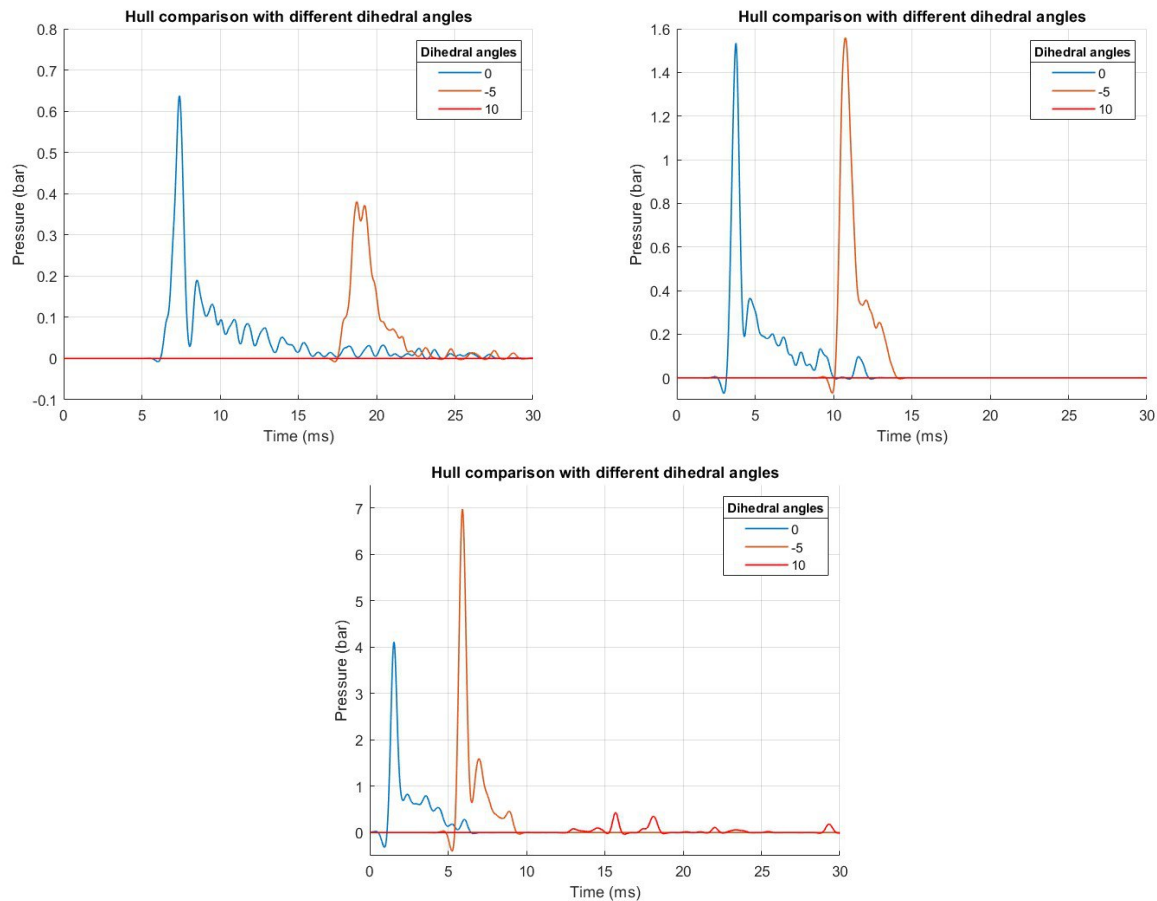 Hull comparison with different dihedral angles
0.8
0.7
0.6
0.5
0.4
0.3
0.2
0.1
0
-0.1
Pressure (bar)
0 5 10 15 20 25 30
Time (ms)
Dihedral angles
0
-5
10
Hull comparison with different dihedral angles
1.6
1.4
1.2
1
0.8
0.6
0.4
0.2
0
Pressure (bar)
0 5 10 15 20 25 30
Time (ms)
Dihedral angles
0
-5
10
Hull comparison with different dihedral angles
7
6
5
4
3
2
1
0
Pressure (bar)
0 5 10 15 20 25 30
Time (ms)
Dihedral angles
0
-5
10